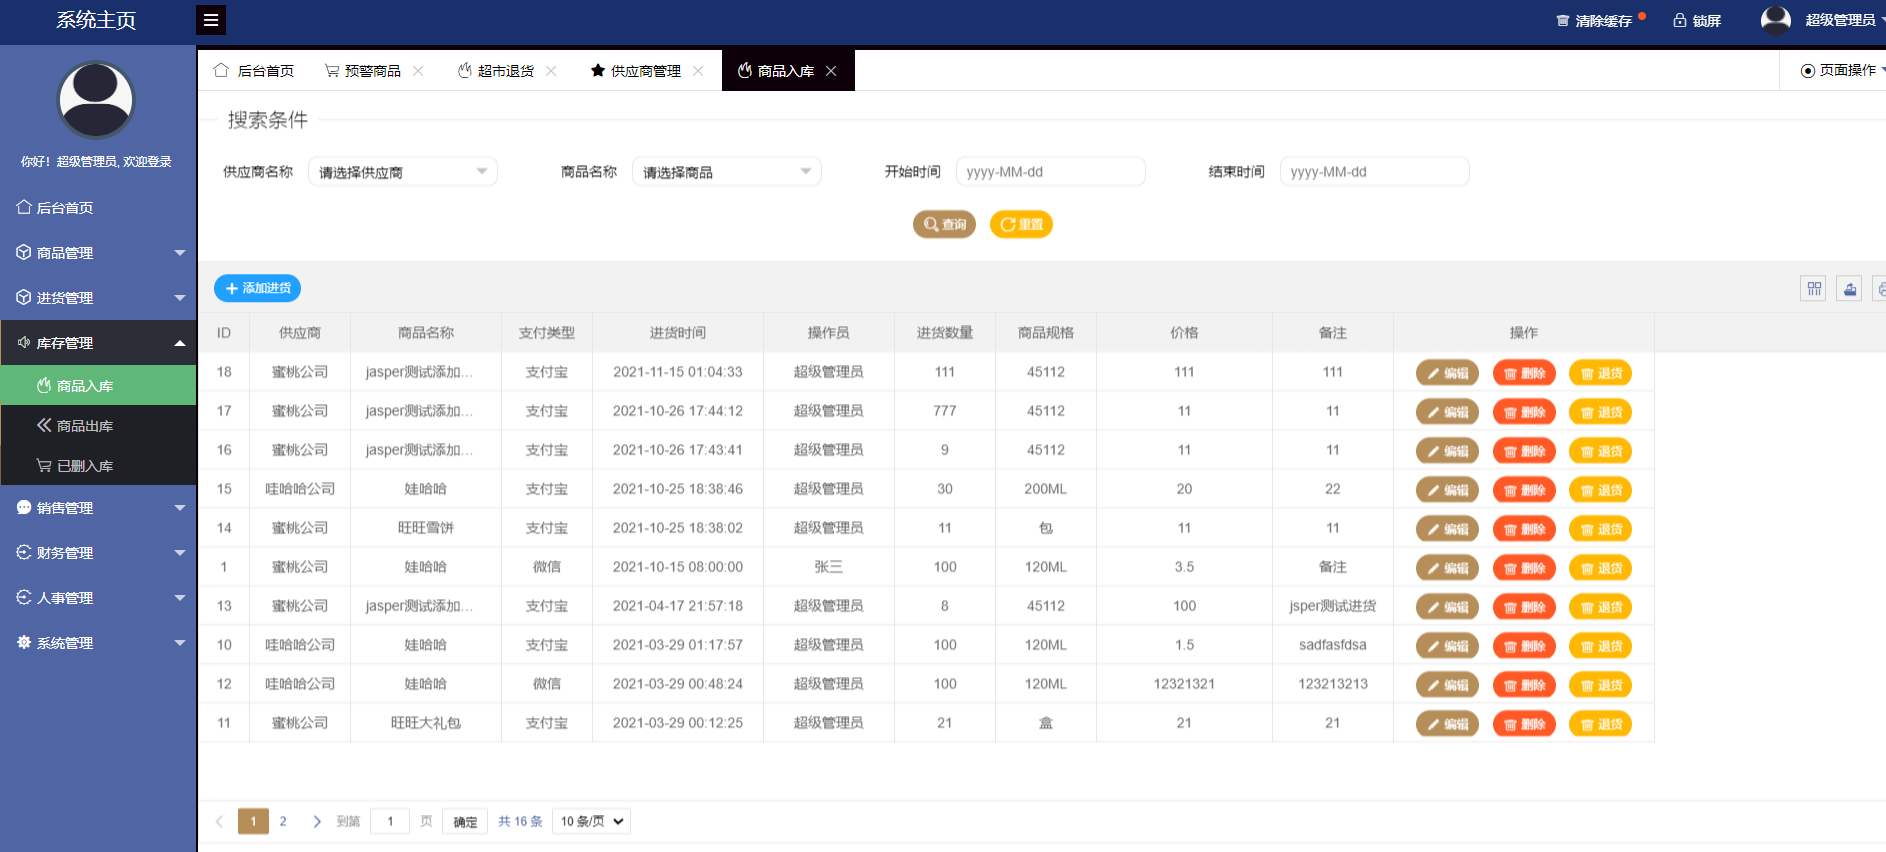 系统主页 清除缓存 锁屏 超级管理员
后台首页 预警商品 超市退货 供应商管理 商品入库 页面操作
你好！超级管理员, 欢迎登录
后台首页
商品管理
进货管理
库存管理
商品入库
商品出库
已删入库
销售管理
财务管理
人事管理
系统管理
搜索条件
供应商名称 请选择供应商 商品名称 请选择商品 开始时间 yyyy-MM-dd 结束时间 yyyy-MM-dd
查询 重置
添加进货
ID 供应商 商品名称 支付类型 进货时间 操作员 进货数量 商品规格 价格 备注 操作
18 蜜桃公司 jasper测试添加... 支付宝 2021-11-15 01:04:33 超级管理员 111 45112 111 111 编辑 删除 退货
17 蜜桃公司 jasper测试添加... 支付宝 2021-10-26 17:44:12 超级管理员 777 45112 11 11 编辑 删除 退货
16 蜜桃公司 jasper测试添加... 支付宝 2021-10-26 17:43:41 超级管理员 9 45112 11 11 编辑 删除 退货
15 哇哈哈公司 娃哈哈 支付宝 2021-10-25 18:38:46 超级管理员 30 200ML 20 22 编辑 删除 退货
14 蜜桃公司 旺旺雪饼 支付宝 2021-10-25 18:38:02 超级管理员 11 包 11 11 编辑 删除 退货
1 蜜桃公司 娃哈哈 微信 2021-10-15 08:00:00 张三 100 120ML 3.5 备注 编辑 删除 退货
13 蜜桃公司 jasper测试添加... 支付宝 2021-04-17 21:57:18 超级管理员 8 45112 100 jsper测试进货 编辑 删除 退货
10 哇哈哈公司 娃哈哈 支付宝 2021-03-29 01:17:57 超级管理员 100 120ML 1.5 sadfasfdsa 编辑 删除 退货
12 哇哈哈公司 娃哈哈 微信 2021-03-29 00:48:24 超级管理员 100 120ML 12321321 123213213 编辑 删除 退货
11 蜜桃公司 旺旺大礼包 支付宝 2021-03-29 00:12:25 超级管理员 21 盒 21 21 编辑 删除 退货
1 2 到第 1 页 确定 共 16 条 10 条/页